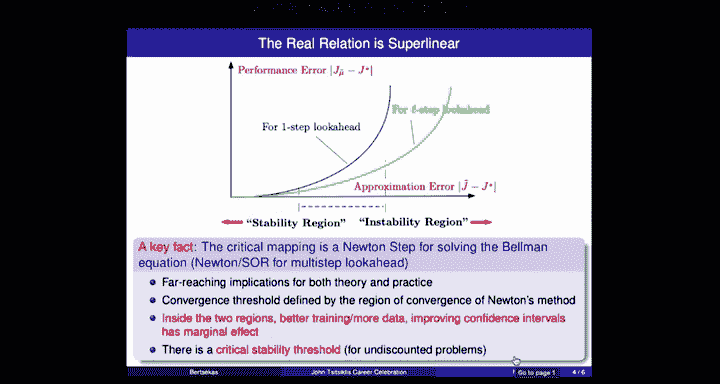 The Real Relation is Superlinear
Performance Error |J_μ̃ − J*|
For ℓ-step lookahead
For 1-step lookahead
Approximation Error |J̃ − J*|
"Stability Region" "Instability Region"
A key fact: The critical mapping is a Newton Step for solving the Bellman
equation (Newton/SOR for multistep lookahead)
Far-reaching implications for both theory and practice
Convergence threshold defined by the region of convergence of Newton's method
Inside the two regions, better training/more data, improving confidence intervals
has marginal effect
There is a critical stability threshold (for undiscounted problems)
Bertsekas John Tsitsiklis Career Celebration Go to page 1 4 / 6